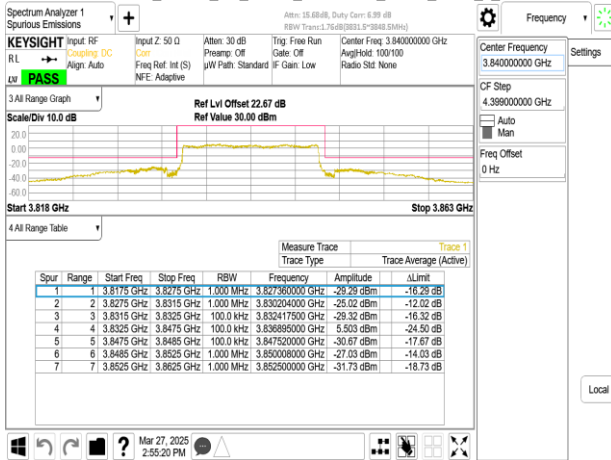 Spectrum Analyzer 1
Spurious Emissions
Attn: 15.68dB, Duty Corr: 6.99 dB
RBW Trans:1.76dB(3831.5~3848.5MHz)
Frequency
KEYSIGHT
RL
PASS
Input: RF
Coupling: DC
Align: Auto
Input Z: 50 Ω
Corr
Freq Ref: Int (S)
NFE: Adaptive
Atten: 30 dB
Preamp: Off
µW Path: Standard
Trig: Free Run
Gate: Off
IF Gain: Low
Center Freq: 3.840000000 GHz
Avg|Hold: 100/100
Radio Std: None
Center Frequency
3.840000000 GHz
Settings
CF Step
4.399000000 GHz
Auto
Man
Freq Offset
0 Hz
Local
3 All Range Graph
Scale/Div 10.0 dB
Ref Lvl Offset 22.67 dB
Ref Value 30.00 dBm
20.0
0.00
-20.0
-40.0
-60.0
Start 3.818 GHz
Stop 3.863 GHz
4 All Range Table
Measure Trace Trace 1
Trace Type Trace Average (Active)
Spur Range Start Freq Stop Freq RBW Frequency Amplitude ΔLimit
1 1 3.8175 GHz 3.8275 GHz 1.000 MHz 3.827360000 GHz -29.29 dBm -16.29 dB
2 2 3.8275 GHz 3.8315 GHz 1.000 MHz 3.830204000 GHz -25.02 dBm -12.02 dB
3 3 3.8315 GHz 3.8325 GHz 100.0 kHz 3.832417500 GHz -29.32 dBm -16.32 dB
4 4 3.8325 GHz 3.8475 GHz 100.0 kHz 3.836895000 GHz 5.503 dBm -24.50 dB
5 5 3.8475 GHz 3.8485 GHz 100.0 kHz 3.847520000 GHz -30.67 dBm -17.67 dB
6 6 3.8485 GHz 3.8525 GHz 1.000 MHz 3.850008000 GHz -27.03 dBm -14.03 dB
7 7 3.8525 GHz 3.8625 GHz 1.000 MHz 3.852500000 GHz -31.73 dBm -18.73 dB
Mar 27, 2025
2:55:20 PM